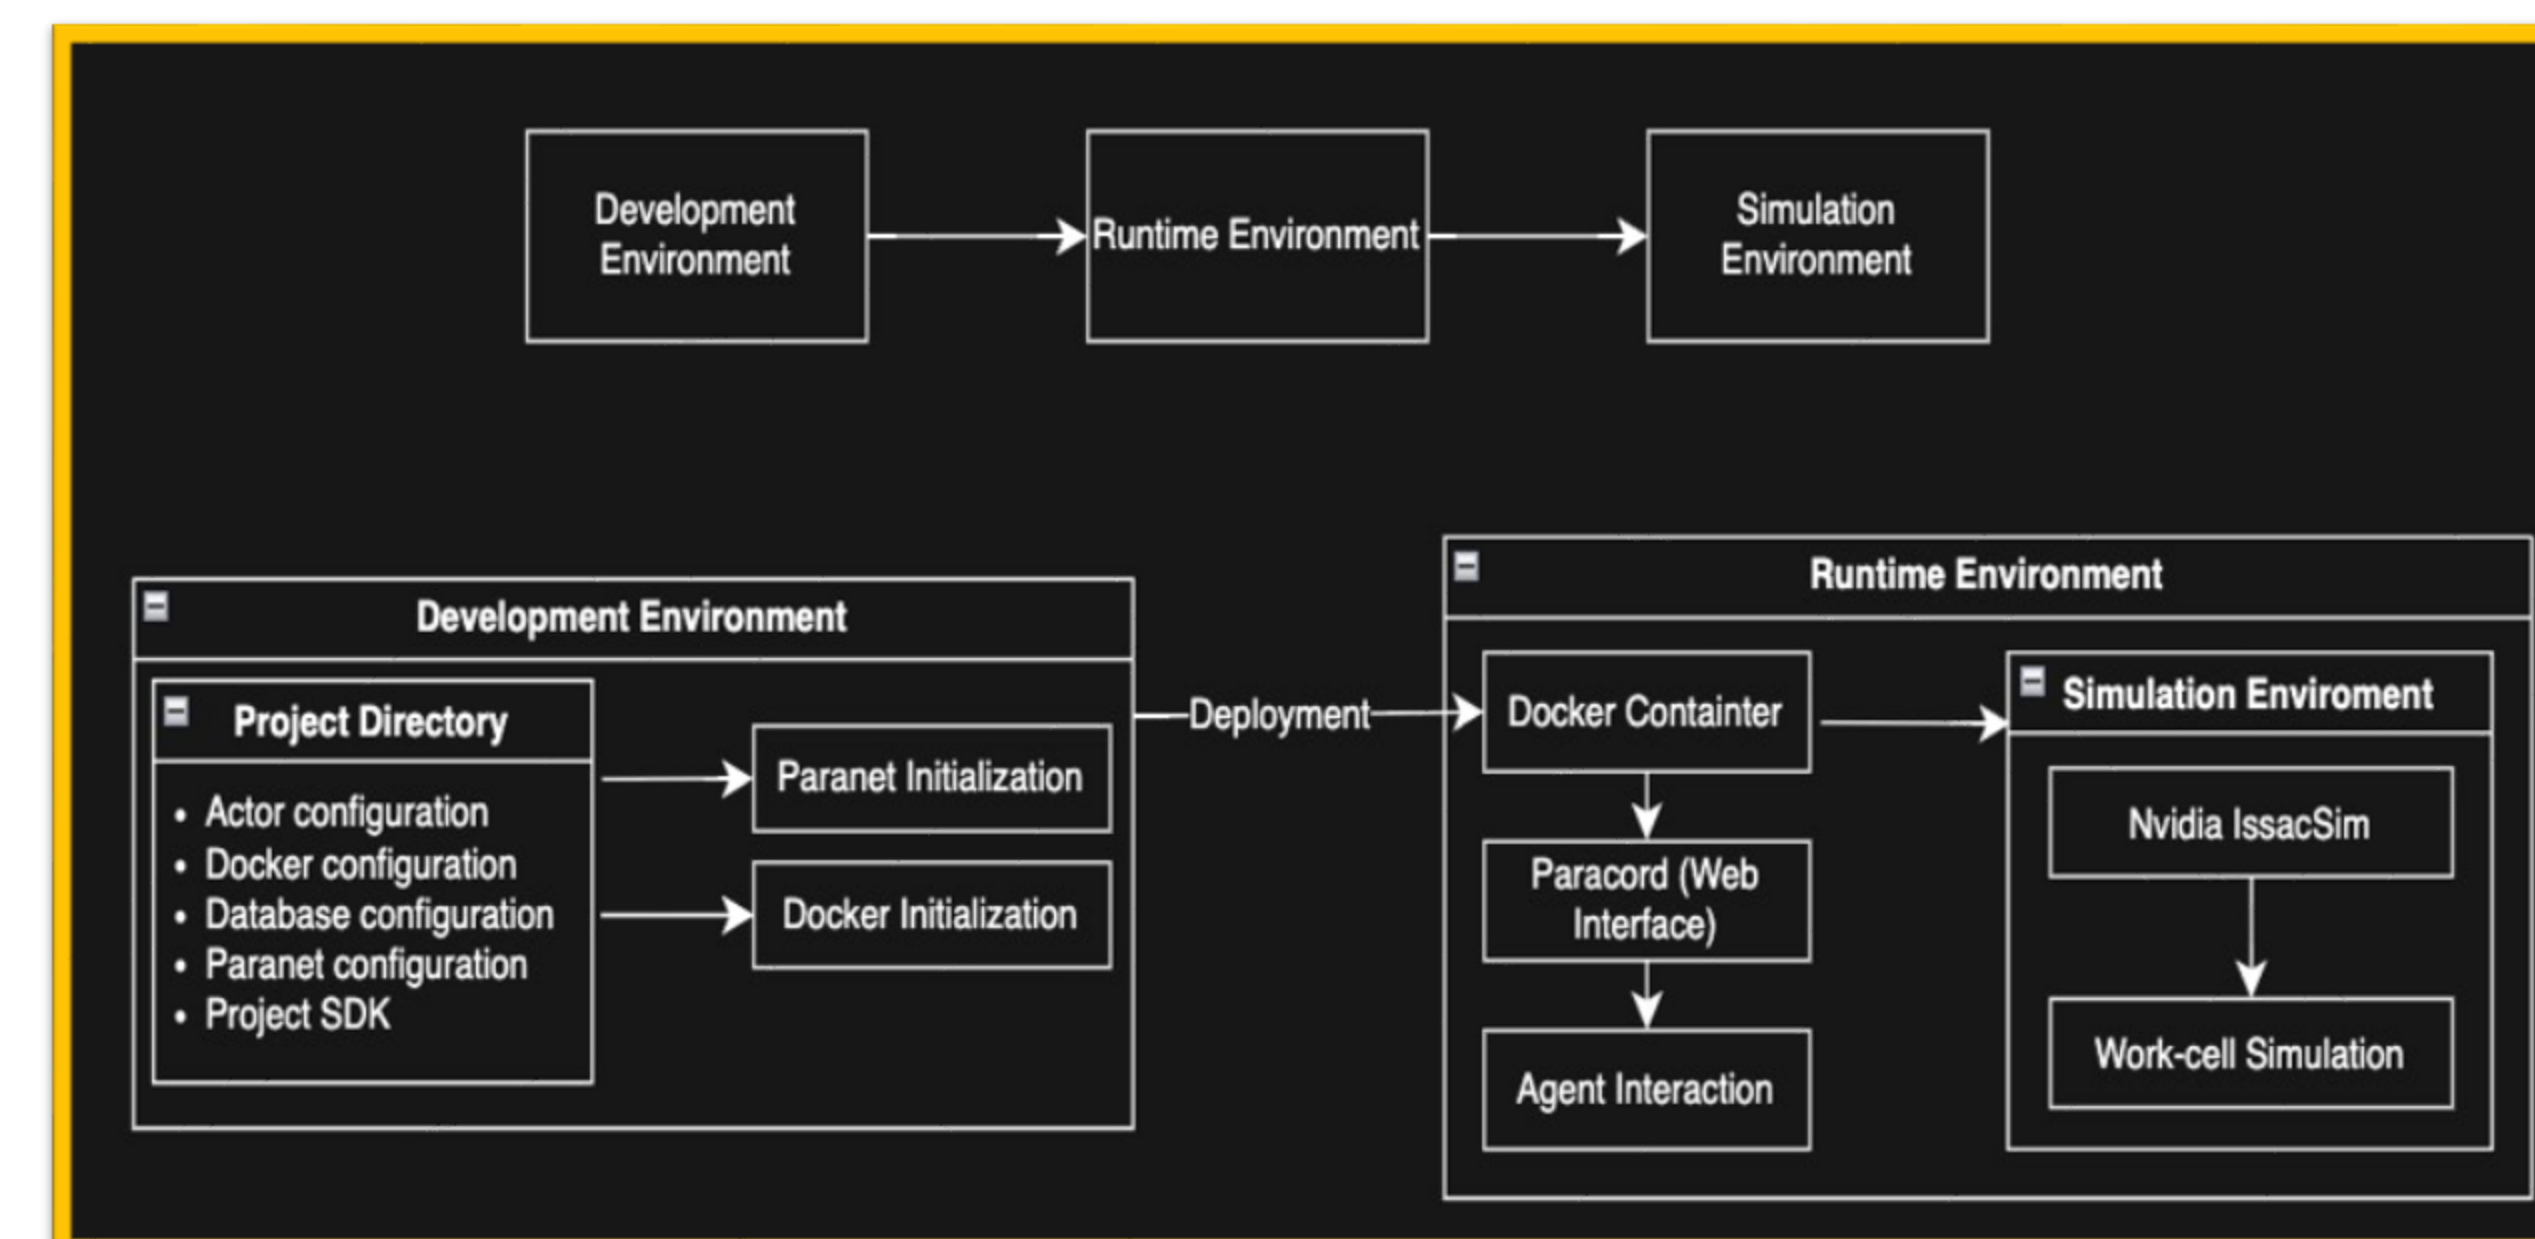 Development
Environment
Runtime Environment
Simulation
Environment
Development Environment
Project Directory
• Actor configuration
• Docker configuration
• Database configuration
• Paranet configuration
• Project SDK
Paranet Initialization
Docker Initialization
Deployment
Runtime Environment
Docker Containter
Paracord (Web
Interface)
Agent Interaction
Simulation Enviroment
Nvidia IssacSim
Work-cell Simulation